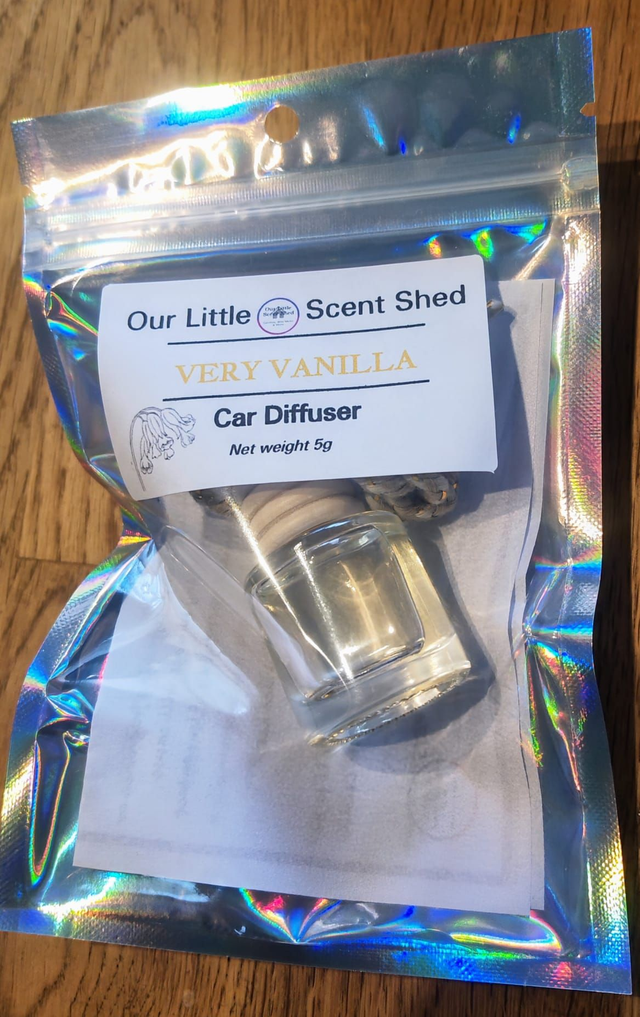 Our Little Scent Shed
VERY VANILLA
Car Diffuser
Net weight 5g